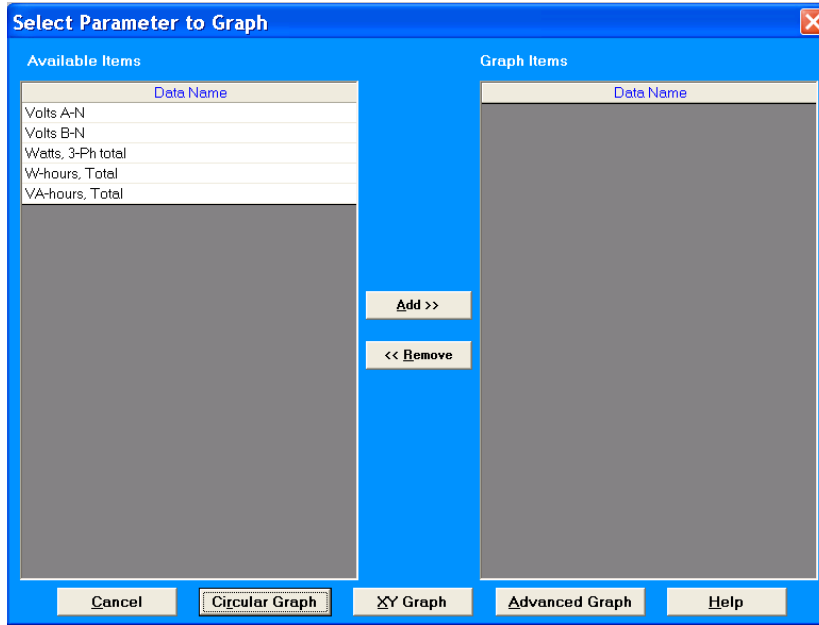 Select Parameter to Graph
Available Items
Graph Items
Data Name
Data Name
Volts A-N
Volts B-N
Watts, 3-Ph total
W-hours, Total
VA-hours, Total
Add >>
<< Remove
Cancel
Circular Graph
XY Graph
Advanced Graph
Help